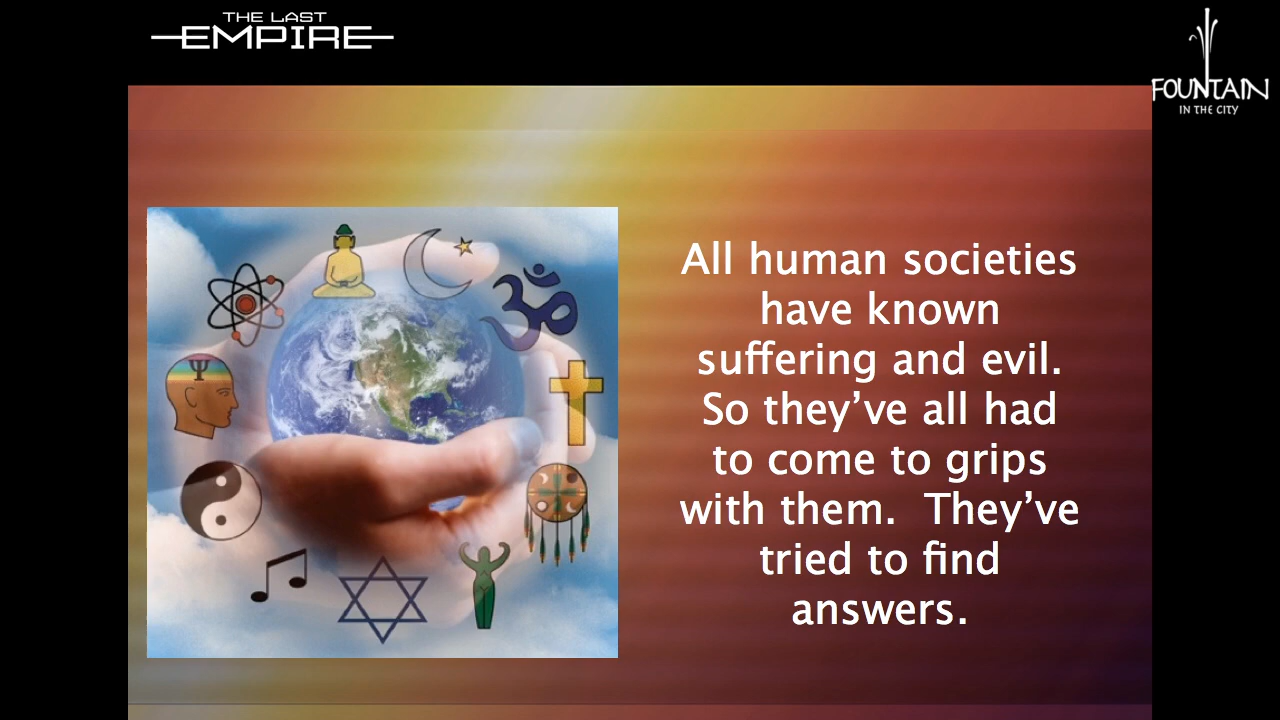 THE LAST
EMPIRE
FOUNTAIN
IN THE CITY
All human societies
have known
suffering and evil.
So they’ve all had
to come to grips
with them.  They’ve
tried to find
answers.